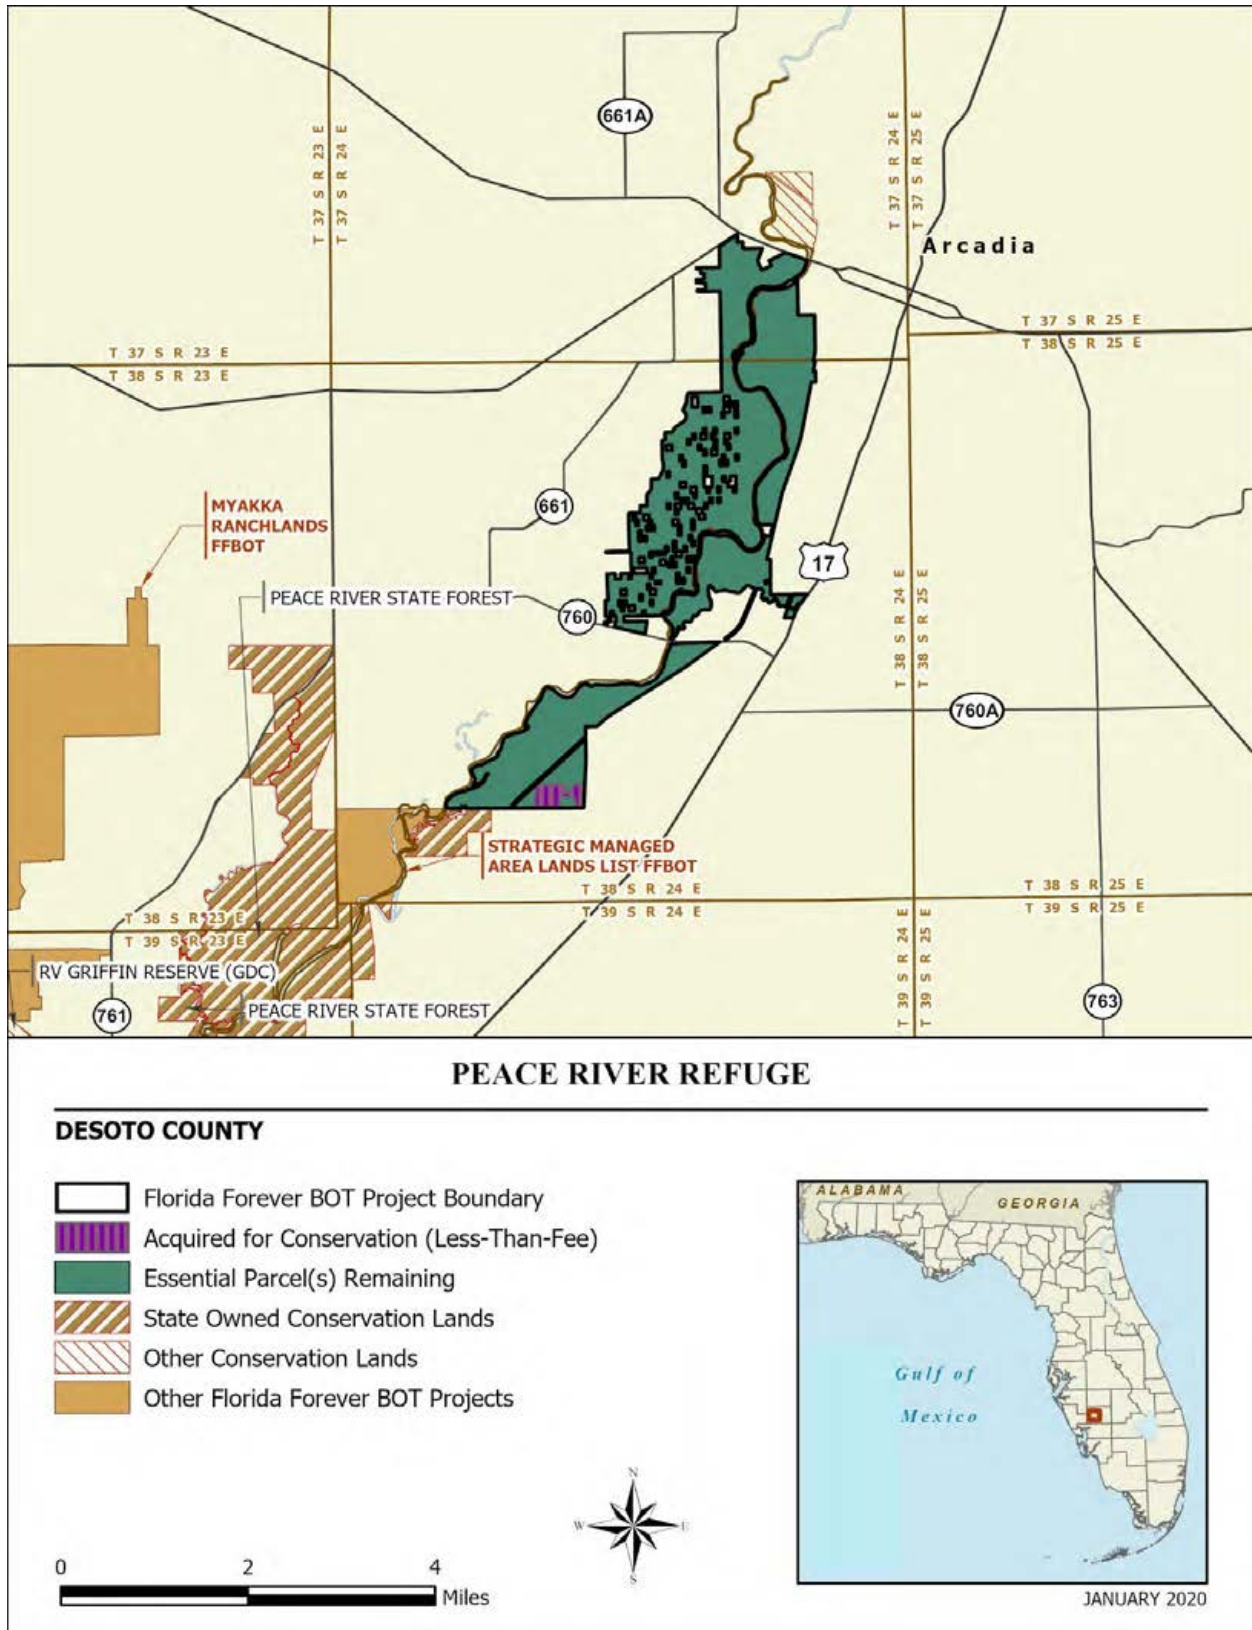 661A
T 37 S R 23 E
T 37 S R 24 E
T 37 S R 24 E
T 37 S R 25 E
Arcadia
T 37 S R 25 E
T 38 S R 25 E
T 37 S R 23 E
T 38 S R 23 E
661
MYAKKA
RANCHLANDS
FFBOT
17
PEACE RIVER STATE FOREST
760
T 38 S R 24 E
T 38 S R 25 E
760A
STRATEGIC MANAGED
AREA LANDS LIST FFBOT
T 38 S R 24 E
T 39 S R 24 E
T 38 S R 25 E
T 39 S R 25 E
T 38 S R 23 E
T 39 S R 23 E
T 39 S R 24 E
T 39 S R 25 E
RV GRIFFIN RESERVE (GDC)
761
PEACE RIVER STATE FOREST
763
PEACE RIVER REFUGE
DESOTO COUNTY
Florida Forever BOT Project Boundary
Acquired for Conservation (Less-Than-Fee)
Essential Parcel(s) Remaining
State Owned Conservation Lands
Other Conservation Lands
Other Florida Forever BOT Projects
ALABAMA
GEORGIA
Gulf of
Mexico
N
W E
S
0 2 4
Miles
JANUARY 2020